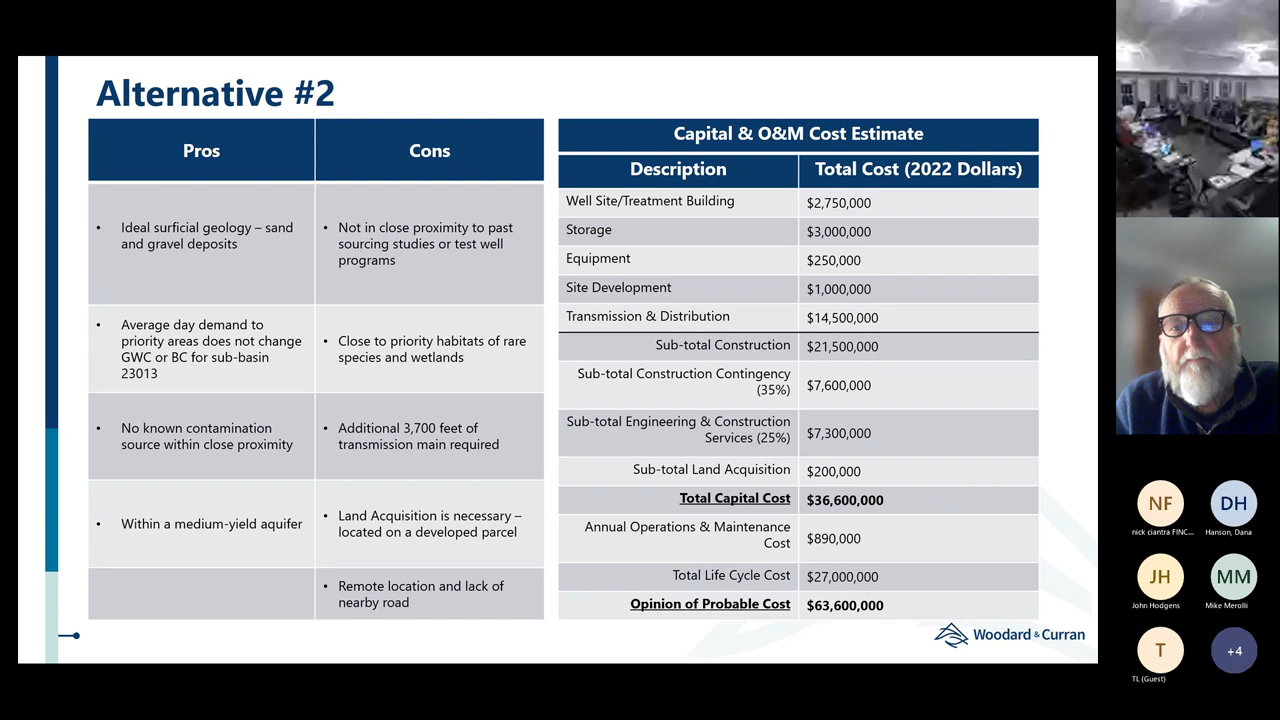 Alternative #2
Pros
Cons
• Ideal surficial geology – sand
and gravel deposits
• Not in close proximity to past
sourcing studies or test well
programs
• Average day demand to
priority areas does not change
GWC or BC for sub-basin
23013
• Close to priority habitats of rare
species and wetlands
• No known contamination
source within close proximity
• Additional 3,700 feet of
transmission main required
• Within a medium-yield aquifer
• Land Acquisition is necessary –
located on a developed parcel
• Remote location and lack of
nearby road
Capital & O&M Cost Estimate
Description
Total Cost (2022 Dollars)
Well Site/Treatment Building
$2,750,000
Storage
$3,000,000
Equipment
$250,000
Site Development
$1,000,000
Transmission & Distribution
$14,500,000
Sub-total Construction
$21,500,000
Sub-total Construction Contingency
(35%)
$7,600,000
Sub-total Engineering & Construction
Services (25%)
$7,300,000
Sub-total Land Acquisition
$200,000
Total Capital Cost
$36,600,000
Annual Operations & Maintenance
Cost
$890,000
Total Life Cycle Cost
$27,000,000
Opinion of Probable Cost
$63,600,000
Woodard & Curran
NF
nick ciantra FINC...
DH
Hanson, Dana
JH
John Hodgens
MM
Mike Merolli
T
TL (Guest)
+4